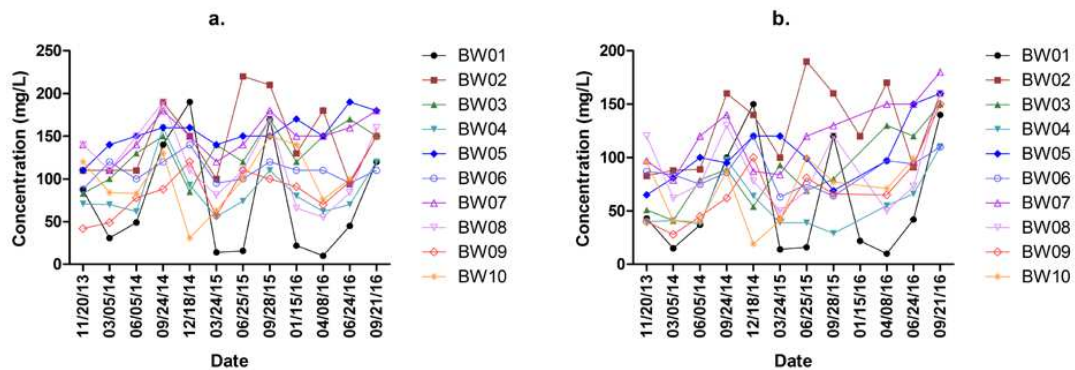 a.
Concentration (mg/L)
250
200
150
100
50
0
11/20/13
03/05/14
06/05/14
09/24/14
12/18/14
03/24/15
06/25/15
09/28/15
01/15/16
04/08/16
06/24/16
09/21/16
Date
BW01
BW02
BW03
BW04
BW05
BW06
BW07
BW08
BW09
BW10
b.
Concentration (mg/L)
200
150
100
50
0
11/20/13
03/05/14
06/05/14
09/24/14
12/18/14
03/24/15
06/25/15
09/28/15
01/15/16
04/08/16
06/24/16
09/21/16
Date
BW01
BW02
BW03
BW04
BW05
BW06
BW07
BW08
BW09
BW10